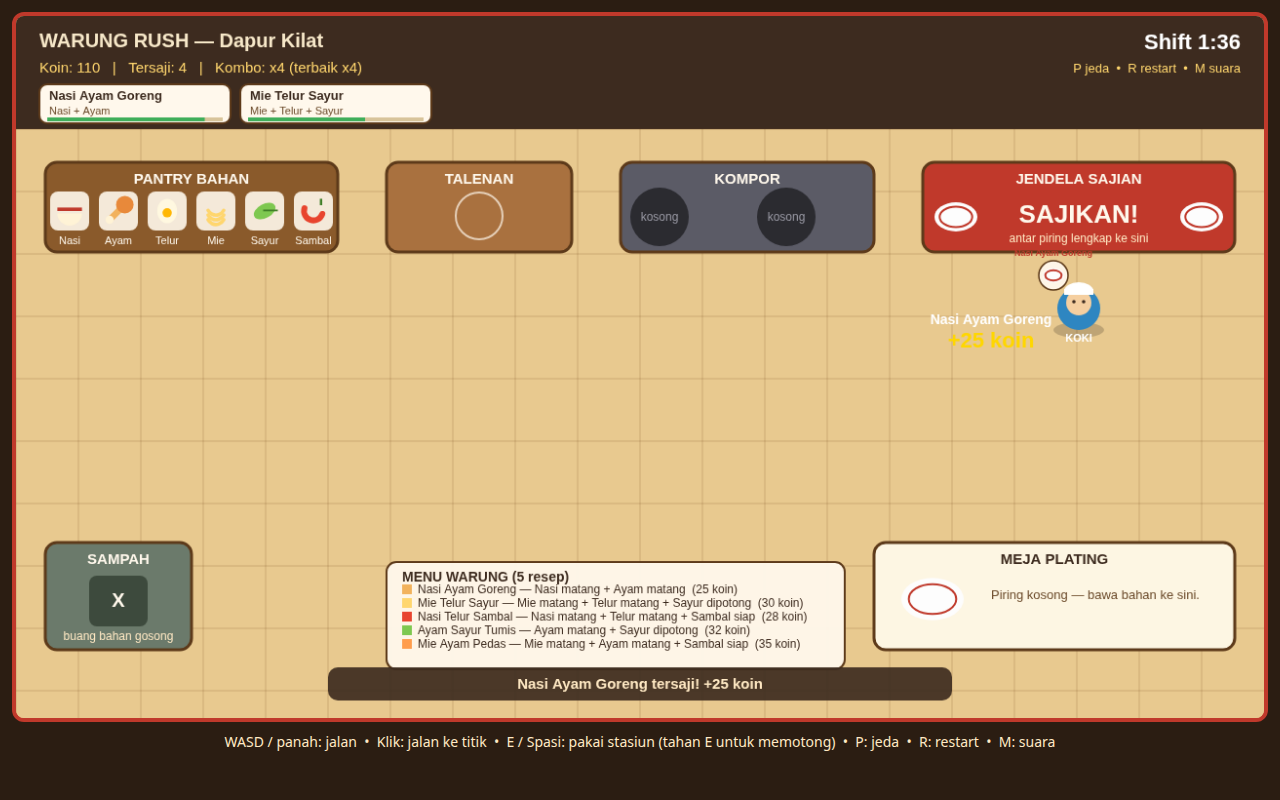 WARUNG RUSH — Dapur Kilat
Shift 1:36
Koin: 110 | Tersaji: 4 | Kombo: x4 (terbaik x4)
P jeda • R restart • M suara
Nasi Ayam Goreng
Nasi + Ayam
Mie Telur Sayur
Mie + Telur + Sayur
PANTRY BAHAN
Nasi Ayam Telur Mie Sayur Sambal
TALENAN
KOMPOR
kosong kosong
JENDELA SAJIAN
SAJIKAN!
antar piring lengkap ke sini
Nasi Ayam Goreng
Nasi Ayam Goreng
+25 koin
KOKI
SAMPAH
X
buang bahan gosong
MENU WARUNG (5 resep)
Nasi Ayam Goreng — Nasi matang + Ayam matang (25 koin)
Mie Telur Sayur — Mie matang + Telur matang + Sayur dipotong (30 koin)
Nasi Telur Sambal — Nasi matang + Telur matang + Sambal siap (28 koin)
Ayam Sayur Tumis — Ayam matang + Sayur dipotong (32 koin)
Mie Ayam Pedas — Mie matang + Ayam matang + Sambal siap (35 koin)
MEJA PLATING
Piring kosong — bawa bahan ke sini.
Nasi Ayam Goreng tersaji! +25 koin
WASD / panah: jalan • Klik: jalan ke titik • E / Spasi: pakai stasiun (tahan E untuk memotong) • P: jeda • R: restart • M: suara